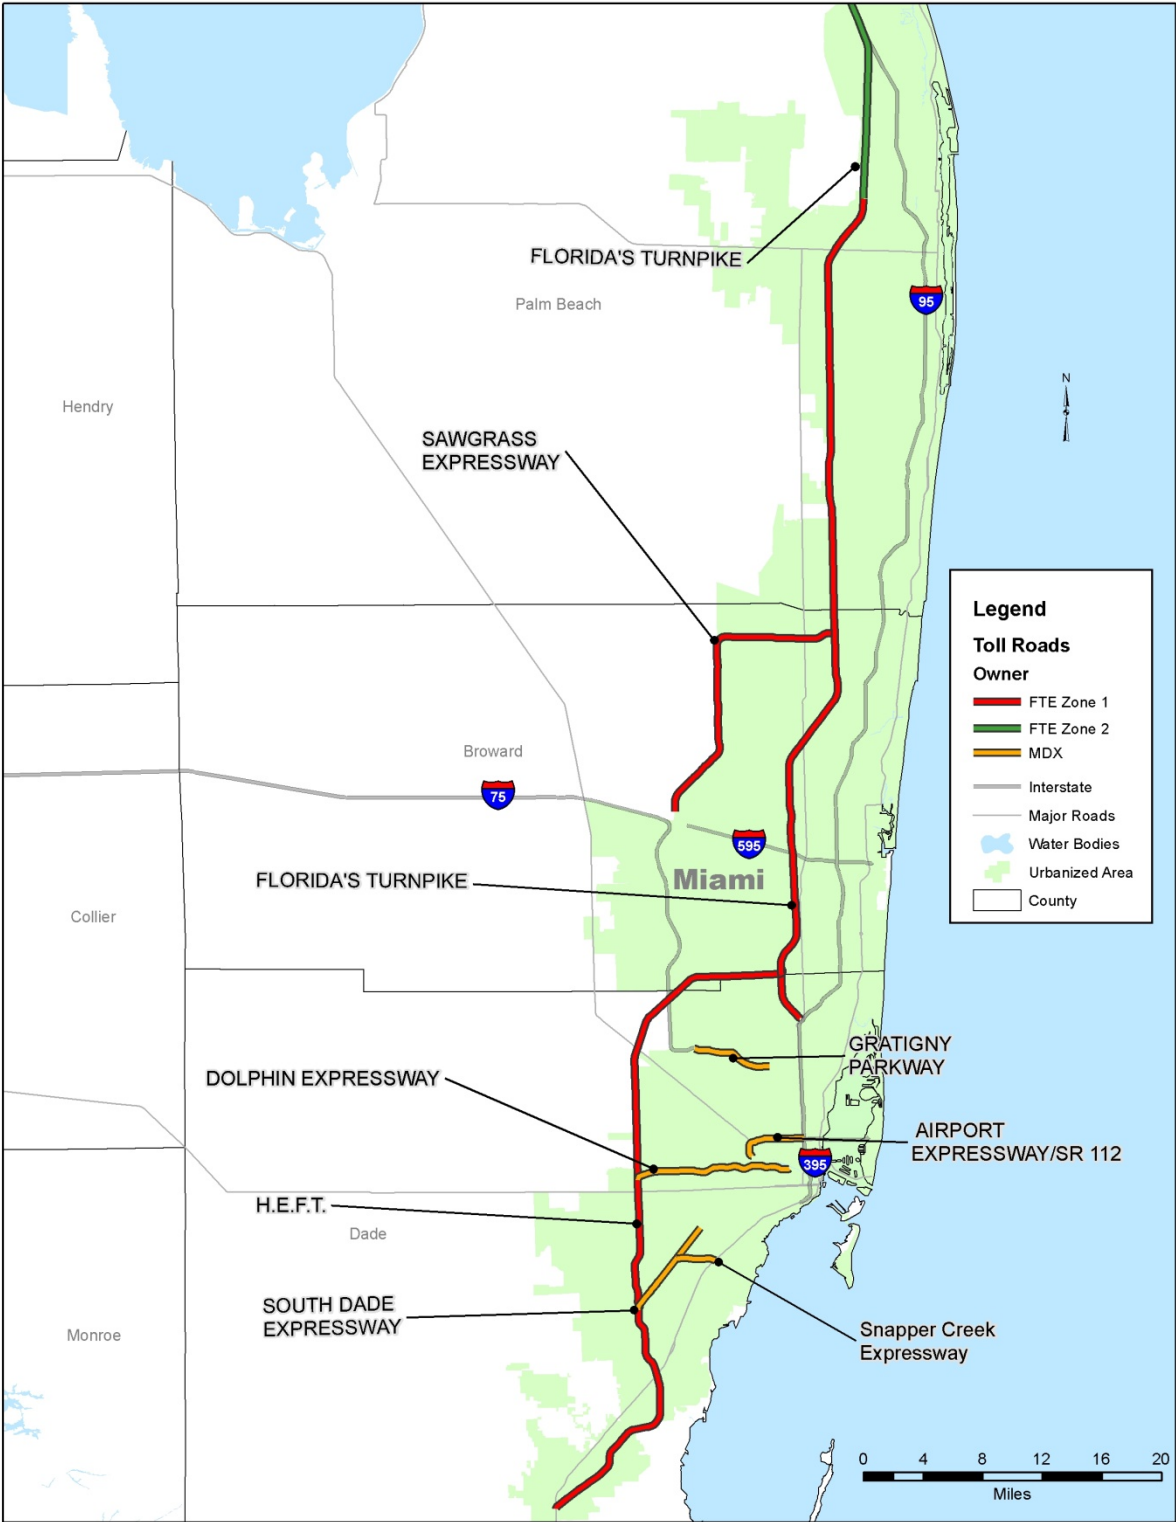 FLORIDA'S TURNPIKE
Palm Beach
95
N
Hendry
SAWGRASS
EXPRESSWAY
Legend
Toll Roads
Owner
FTE Zone 1
FTE Zone 2
MDX
Interstate
Major Roads
Water Bodies
Urbanized Area
County
Broward
75
595
Miami
FLORIDA'S TURNPIKE
Collier
GRATIGNY
PARKWAY
DOLPHIN EXPRESSWAY
AIRPORT
EXPRESSWAY/SR 112
395
H.E.F.T.
Dade
SOUTH DADE
EXPRESSWAY
Monroe
Snapper Creek
Expressway
0 4 8 12 16 20
Miles